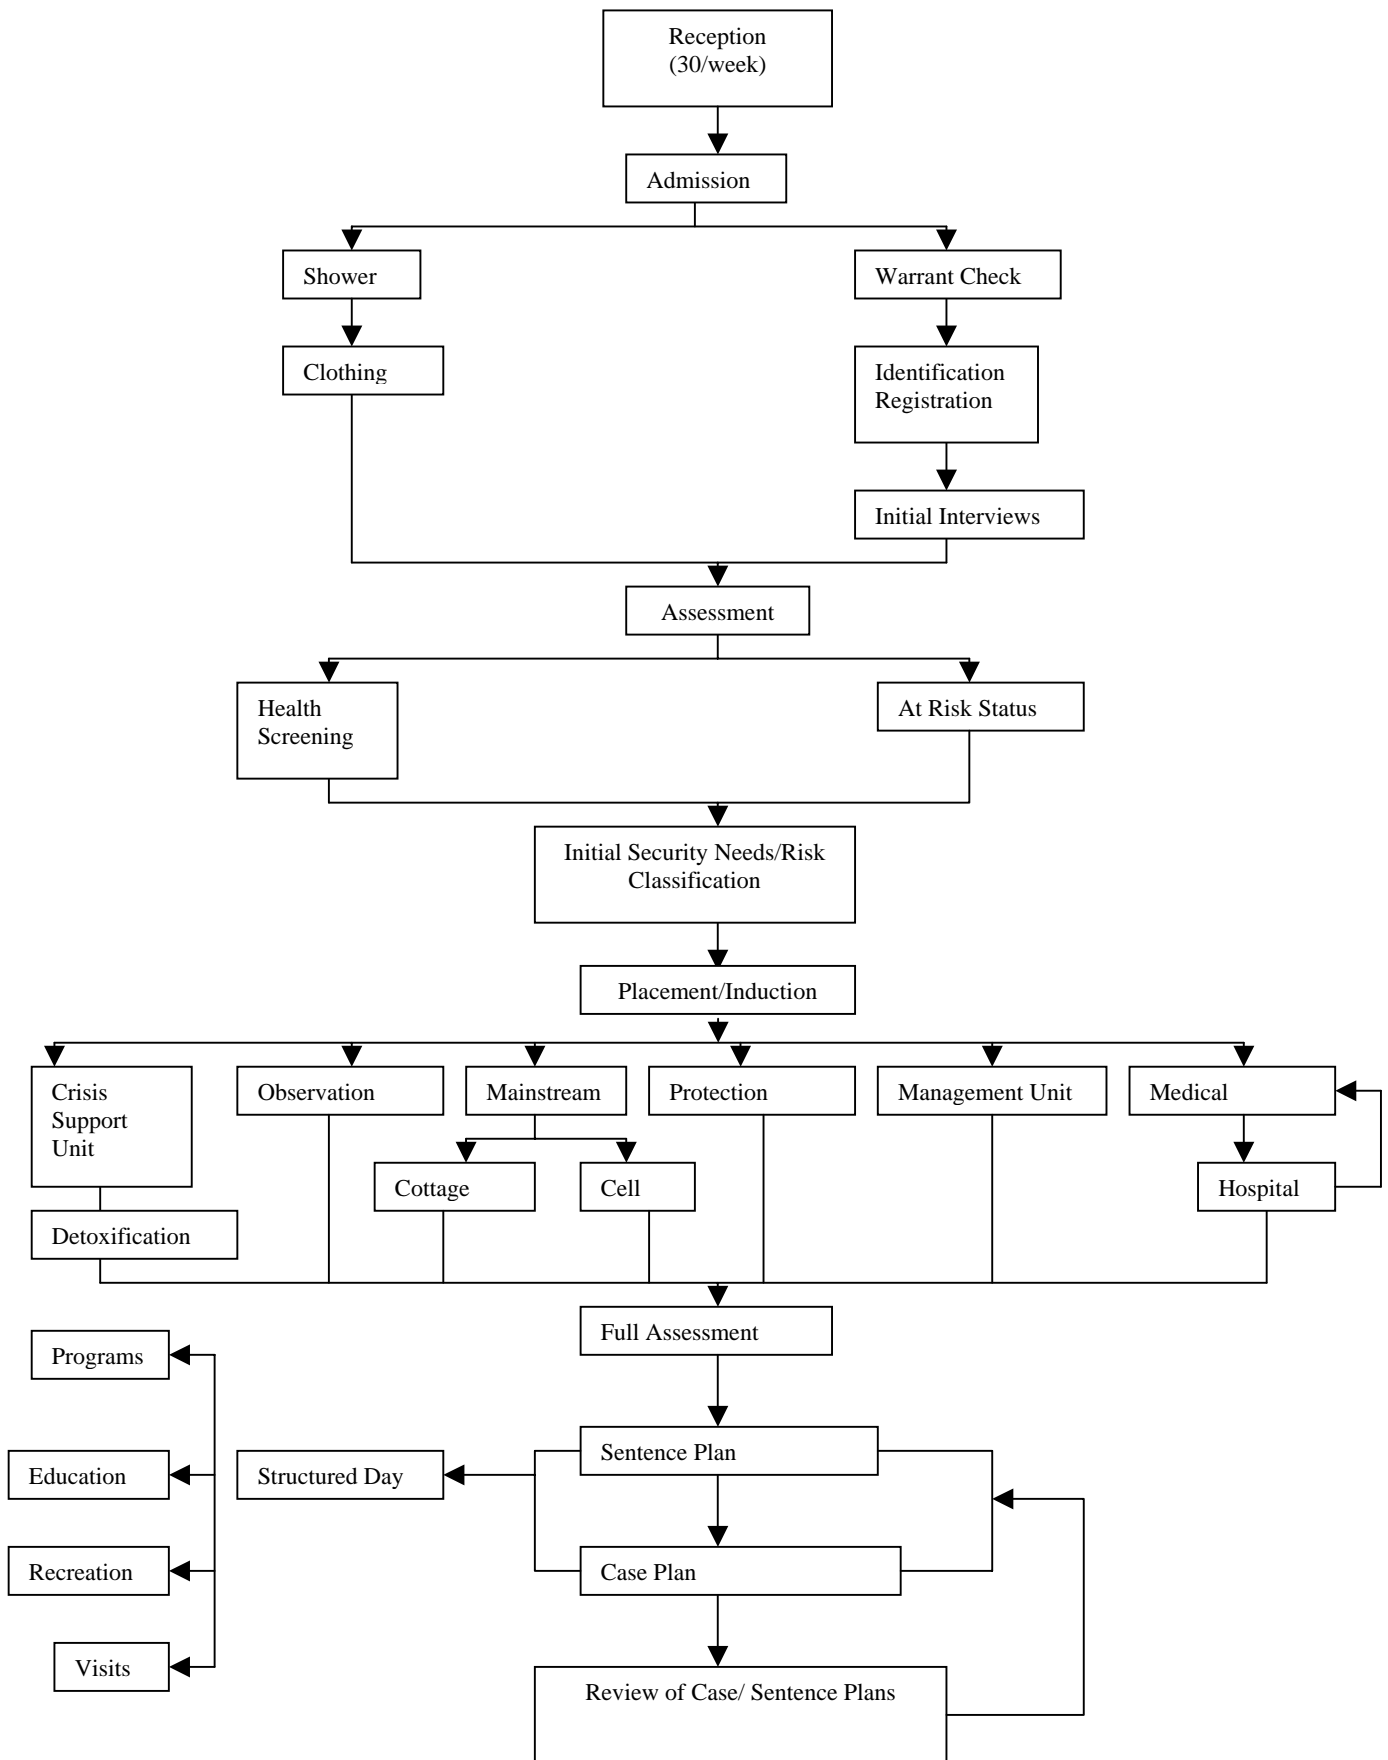 Reception
(30/week)
Admission
Shower
Warrant Check
Clothing
Identification
Registration
Initial Interviews
Assessment
Health
Screening
At Risk Status
Initial Security Needs/Risk
Classification
Placement/Induction
Crisis
Support
Unit
Observation
Mainstream
Protection
Management Unit
Medical
Cottage
Cell
Hospital
Detoxification
Full Assessment
Programs
Sentence Plan
Education
Structured Day
Recreation
Case Plan
Visits
Review of Case/ Sentence Plans